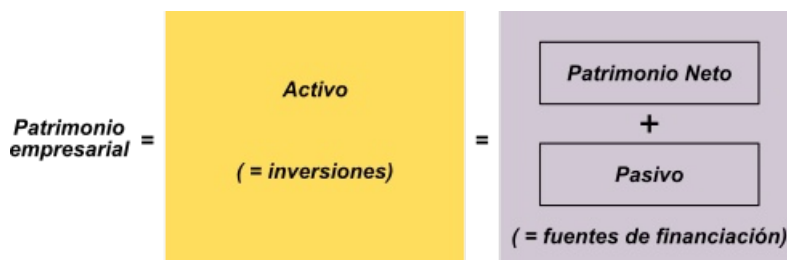 Patrimonio
empresarial
=
Activo
( = inversiones)
=
Patrimonio Neto
+
Pasivo
( = fuentes de financiación)